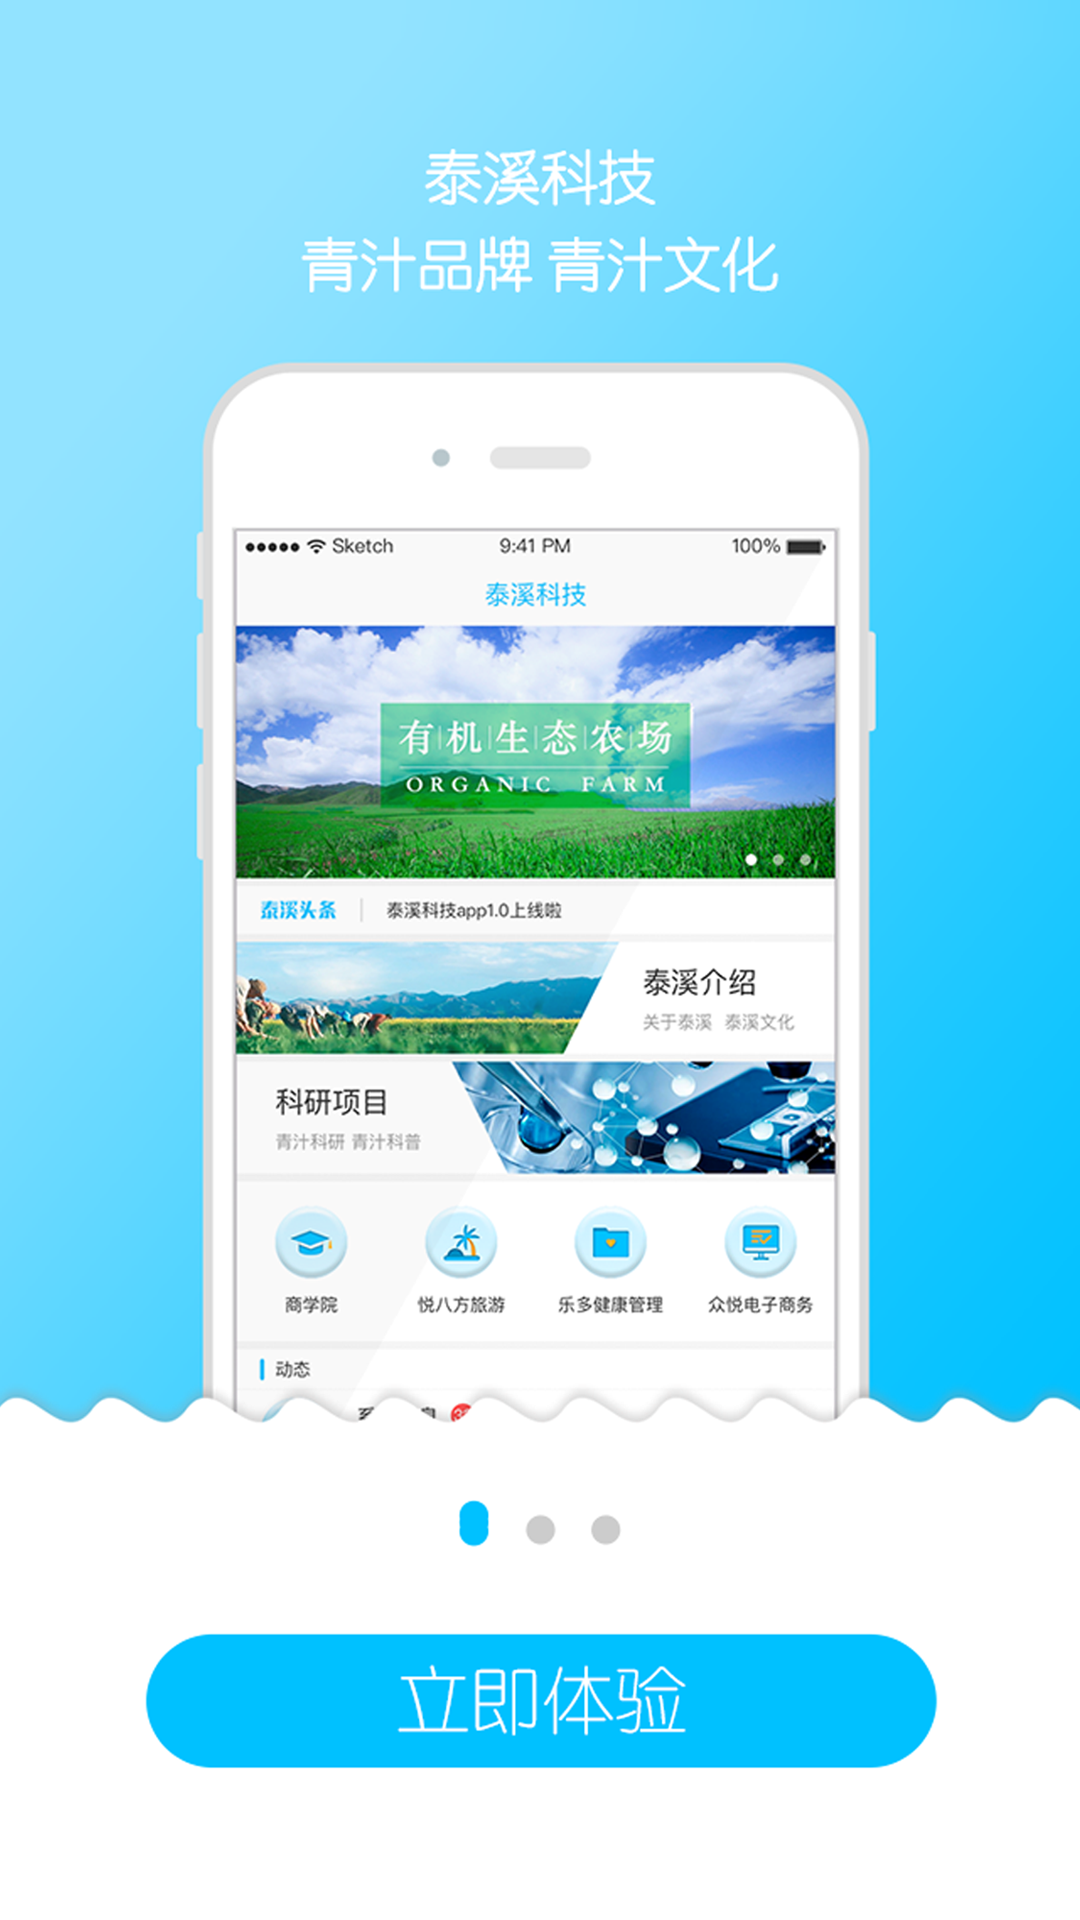 泰溪科技
青汁品牌 青汁文化
Sketch 9:41 PM 100%
泰溪科技
有机生态农场
ORGANIC FARM
泰溪头条 泰溪科技app1.0上线啦
泰溪介绍
关于泰溪 泰溪文化
科研项目
青汁科研 青汁科普
商学院 悦八方旅游 乐多健康管理 众悦电子商务
动态
立即体验